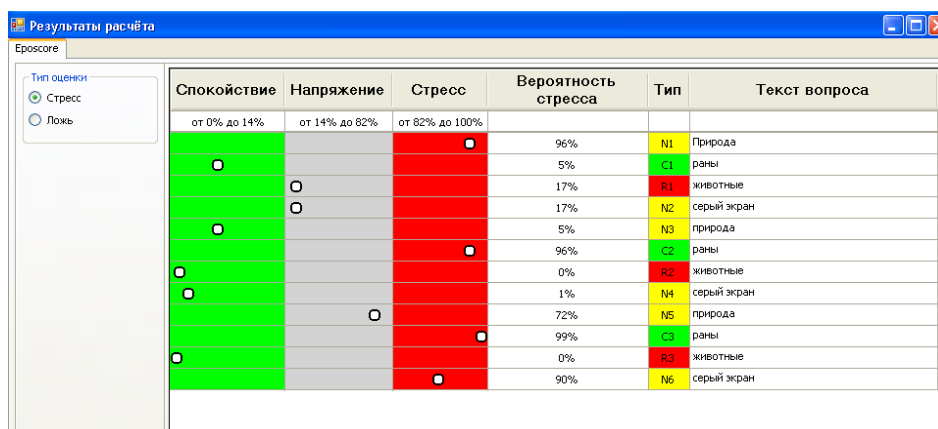 Результаты расчёта
Eposcore
Тип оценки
Стресс
Ложь
Спокойствие Напряжение Стресс Вероятность стресса Тип Текст вопроса
от 0% до 14% от 14% до 82% от 82% до 100%
96% N1 Природа
5% C1 раны
17% R1 животные
17% N2 серый экран
5% N3 природа
96% C2 раны
0% R2 животные
1% N4 серый экран
72% N5 природа
99% C3 раны
0% R3 животные
90% N6 серый экран